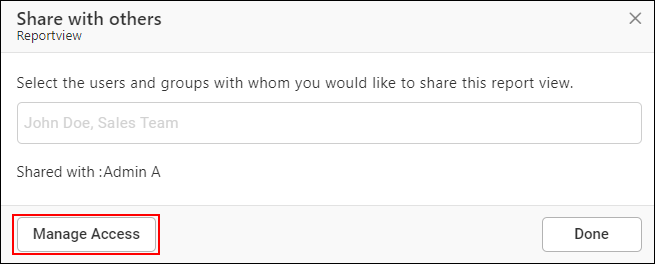 Share with others
Reportview
Select the users and groups with whom you would like to share this report view.
John Doe, Sales Team
Shared with :Admin A
Manage Access
Done